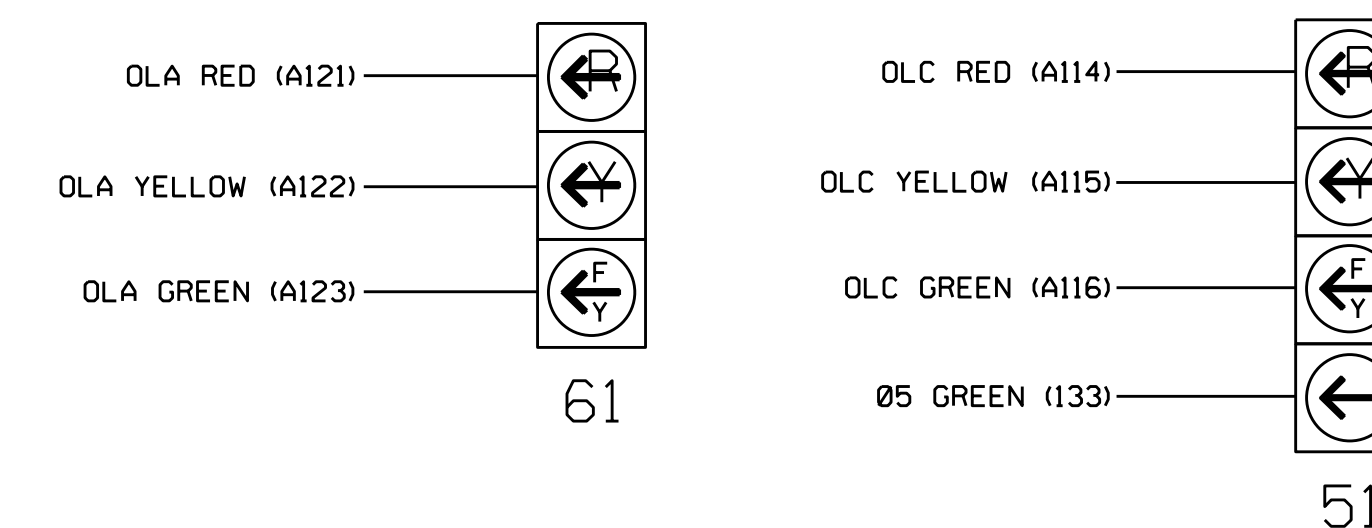 OLA RED (A121)
R
OLA YELLOW (A122)
Y
OLA GREEN (A123)
F
Y
61
OLC RED (A114)
R
OLC YELLOW (A115)
Y
OLC GREEN (A116)
F
Y
Ø5 GREEN (133)
51